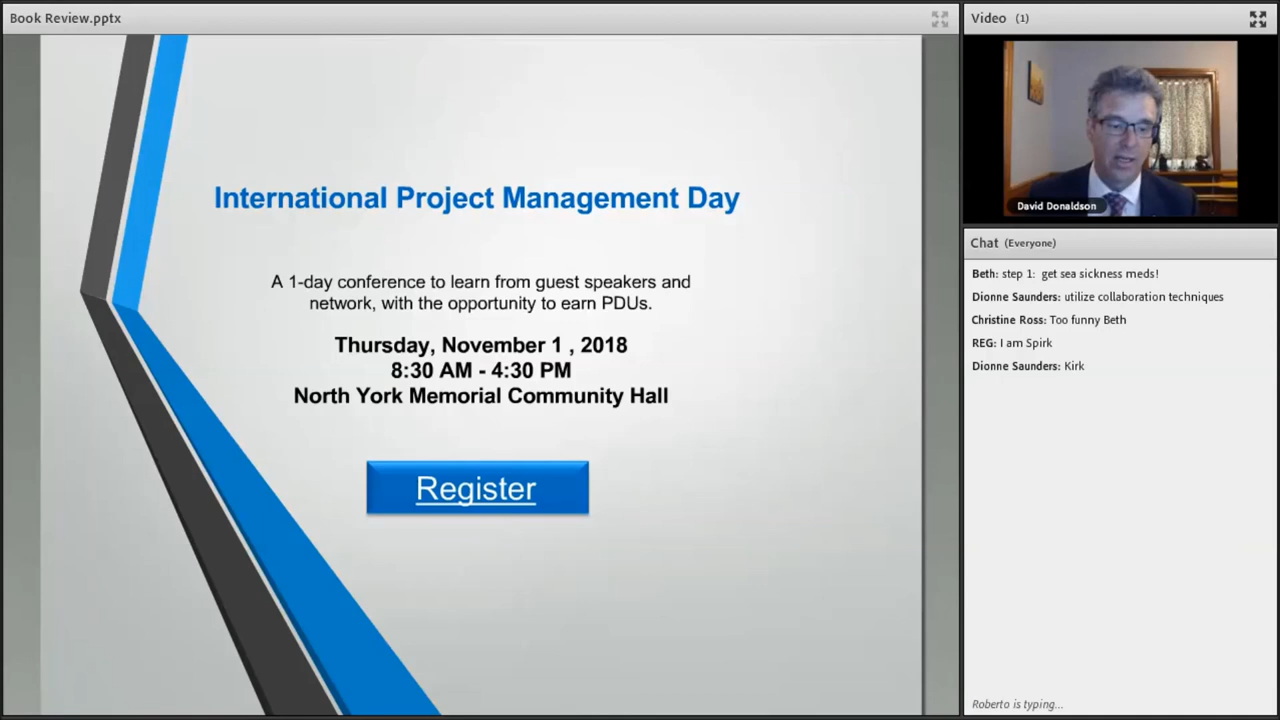 Book Review.pptx
International Project Management Day
A 1-day conference to learn from guest speakers and
network, with the opportunity to earn PDUs.
Thursday, November 1 , 2018
8:30 AM - 4:30 PM
North York Memorial Community Hall
Register
Video (1)
David Donaldson
Chat (Everyone)
Beth: step 1: get sea sickness meds!
Dionne Saunders: utilize collaboration techniques
Christine Ross: Too funny Beth
REG: I am Spirk
Dionne Saunders: Kirk
Roberto is typing...